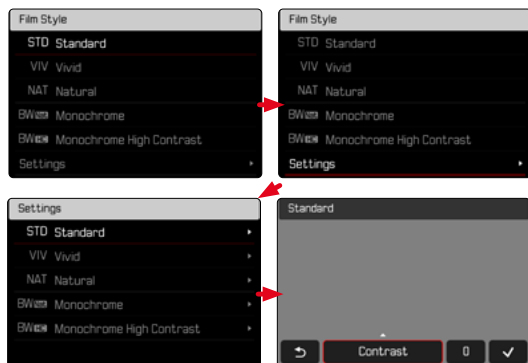 Film Style
STD Standard
VIV Vivid
NAT Natural
BW Monochrome
BW Monochrome High Contrast
Settings
Film Style
STD Standard
VIV Vivid
NAT Natural
BW Monochrome
BW Monochrome High Contrast
Settings
Settings
STD Standard
VIV Vivid
NAT Natural
BW Monochrome
BW Monochrome High Contrast
Standard
Contrast 0